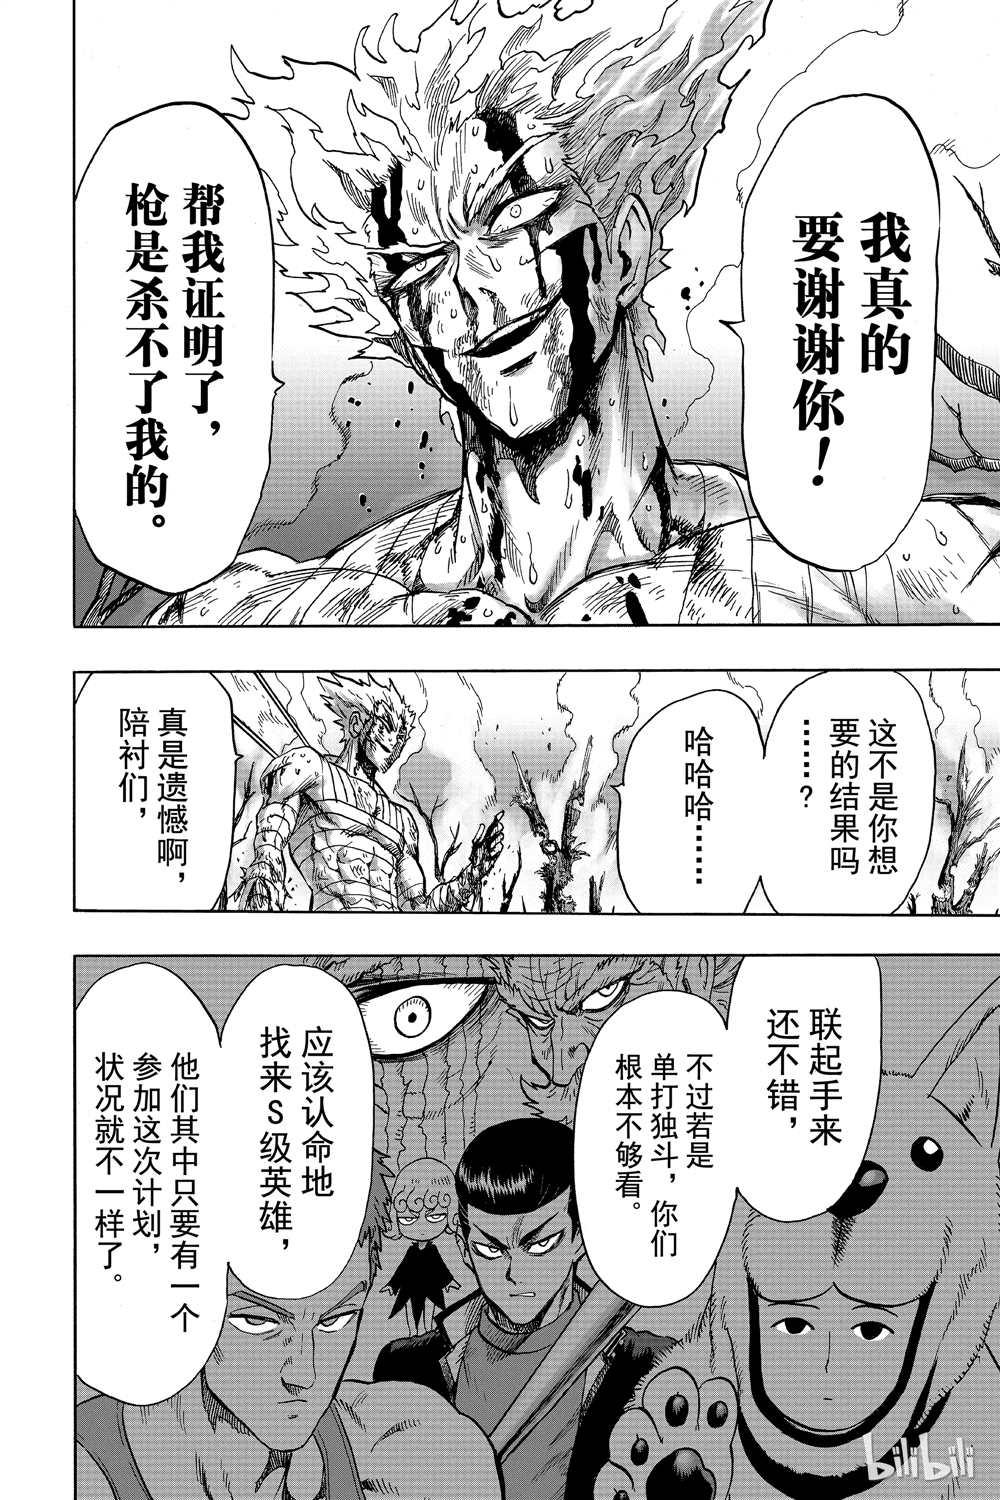 我真的
要谢谢你！
帮我证明了，
枪是杀不了我的。
这不是你想
要的结果吗
……？
哈哈哈……
真是遗憾啊，
陪衬们，
联起手来
还不错，
不过若是
单打独斗，你们
根本不够看。
应该认命地
找来S级英雄，
他们其中只要有一个
参加这次计划，
状况就不一样了。
bilibili